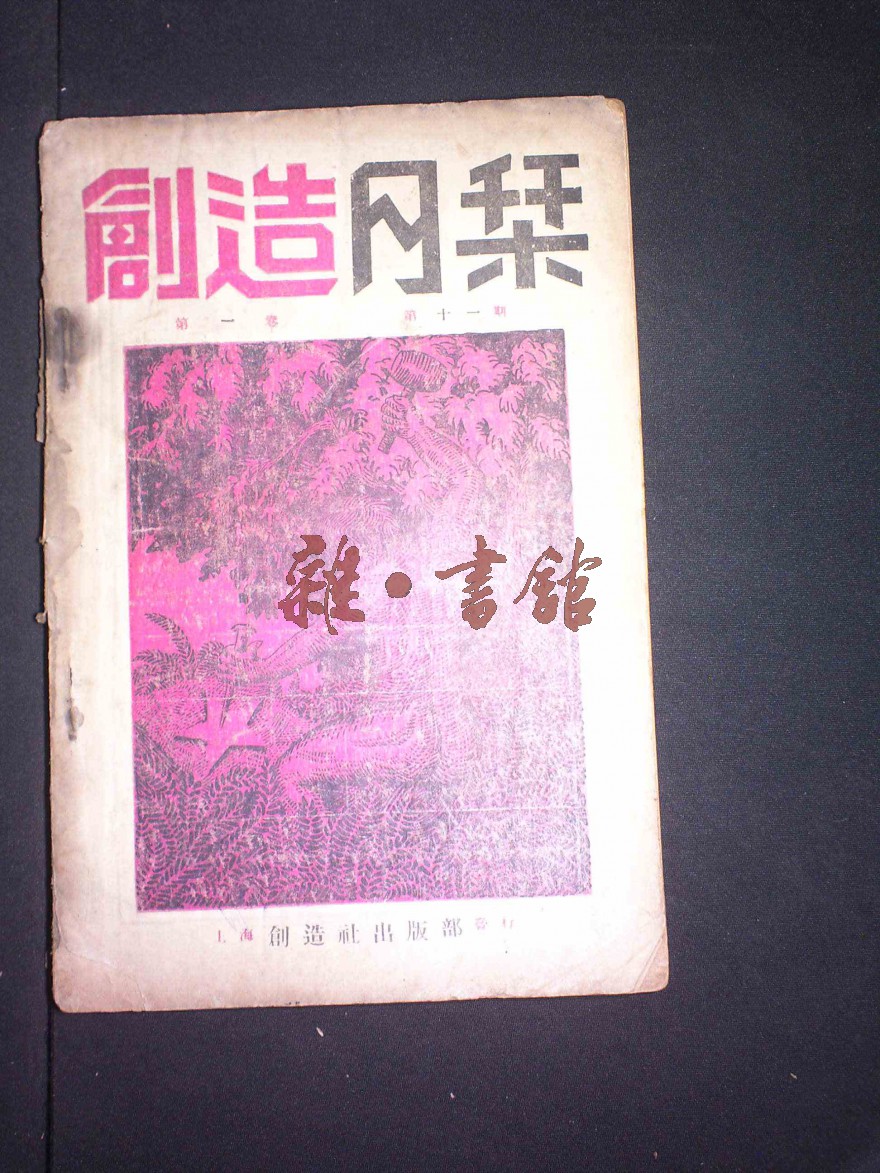 創造月栞
第一卷 第十一期
雜·書館
上海 創造社出版部 發行